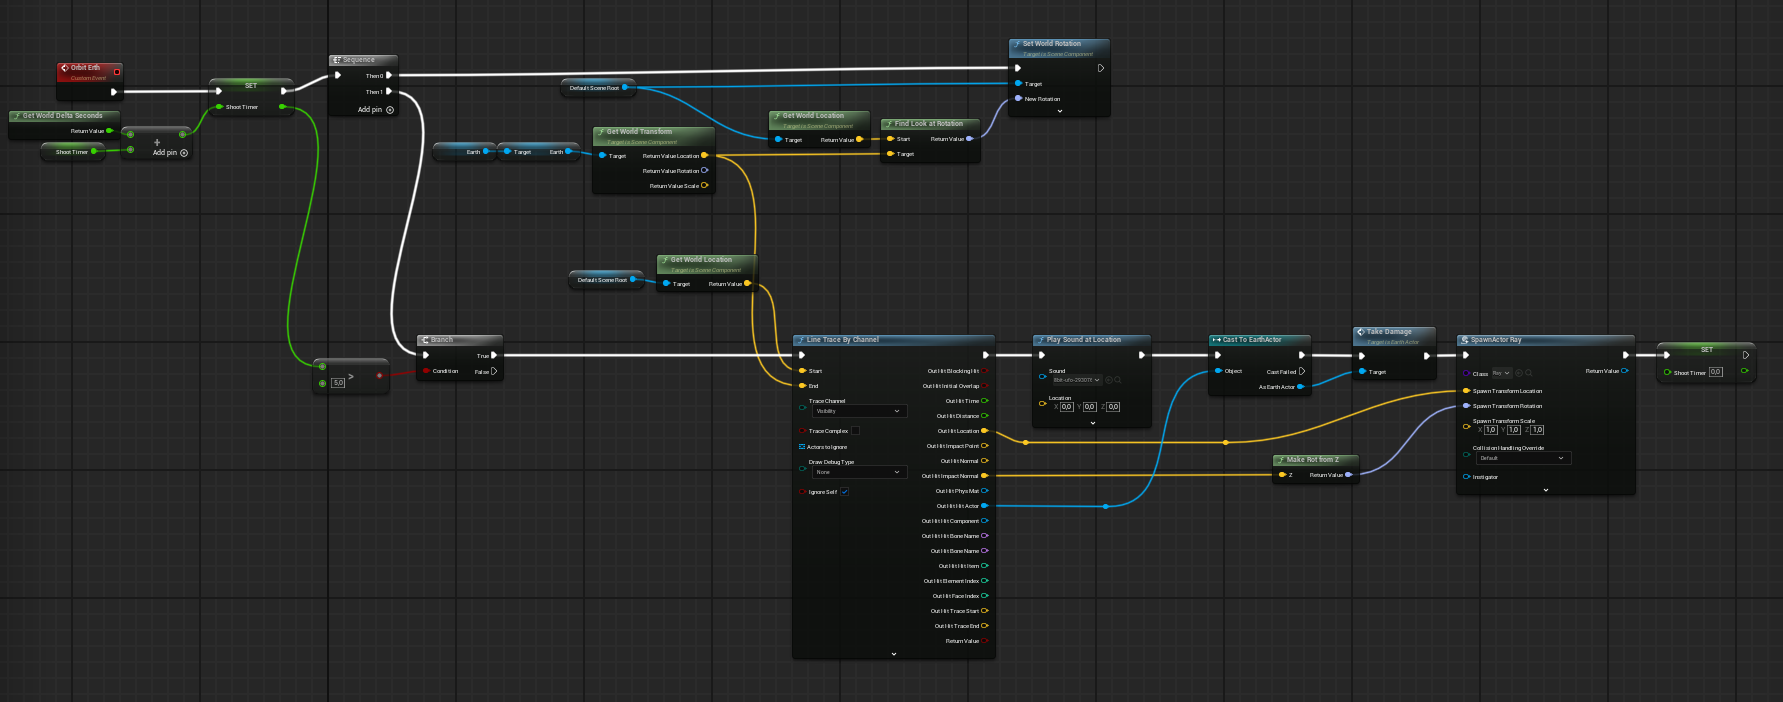 Orbit Erth
Custom Event
SET
Shoot Timer
Get World Delta Seconds
Return Value
Shoot Timer
+
Add pin
Sequence
Then 0
Then 1
Add pin
Default Scene Root
Set World Rotation
Target is Scene Component
Target
New Rotation
Get World Location
Target is Scene Component
Target
Return Value
Find Look at Rotation
Start
Return Value
Target
Earth
Target
Earth
Get World Transform
Target is Scene Component
Target
Return Value Location
Return Value Rotation
Return Value Scale
Default Scene Root
Get World Location
Target is Scene Component
Target
Return Value
>
5,0
Branch
True
Condition
False
Line Trace By Channel
Start
End
Trace Channel
Visibility
Trace Complex
Actors to Ignore
Draw Debug Type
None
Ignore Self
Out Hit Blocking Hit
Out Hit Initial Overlap
Out Hit Time
Out Hit Distance
Out Hit Location
Out Hit Impact Point
Out Hit Normal
Out Hit Impact Normal
Out Hit Phys Mat
Out Hit Hit Actor
Out Hit Hit Component
Out Hit Hit Bone Name
Out Hit Bone Name
Out Hit Hit Item
Out Hit Element Index
Out Hit Face Index
Out Hit Trace Start
Out Hit Trace End
Return Value
Play Sound at Location
Sound
Location
X 0,0 Y 0,0 Z 0,0
Cast To EarthActor
Object
Cast Failed
As Earth Actor
Take Damage
Target is Earth Actor
Target
Make Rot from Z
Z
Return Value
SpawnActor Ray
Class
Ray
Return Value
Spawn Transform Location
Spawn Transform Rotation
Spawn Transform Scale
X 1,0 Y 1,0 Z 1,0
Collision Handling Override
Default
Instigator
SET
Shoot Timer 0,0